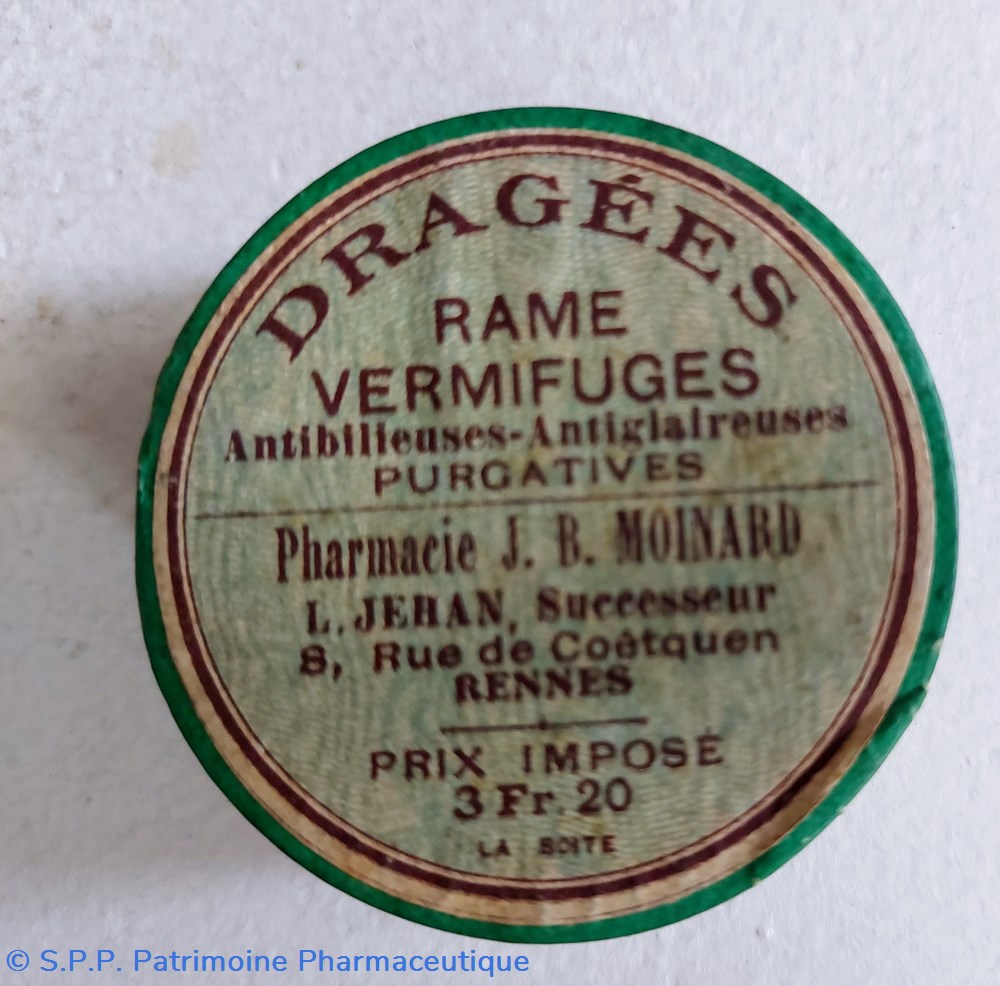 DRAGÉES
RAME
VERMIFUGES
Antibilieuses-Antiglaireuses
PURGATIVES
Pharmacie J. B. MOINARD
L. JEHAN, Successeur
8, Rue de Coëtquen
RENNES
PRIX IMPOSÉ
3 Fr. 20
LA BOITE
© S.P.P. Patrimoine Pharmaceutique